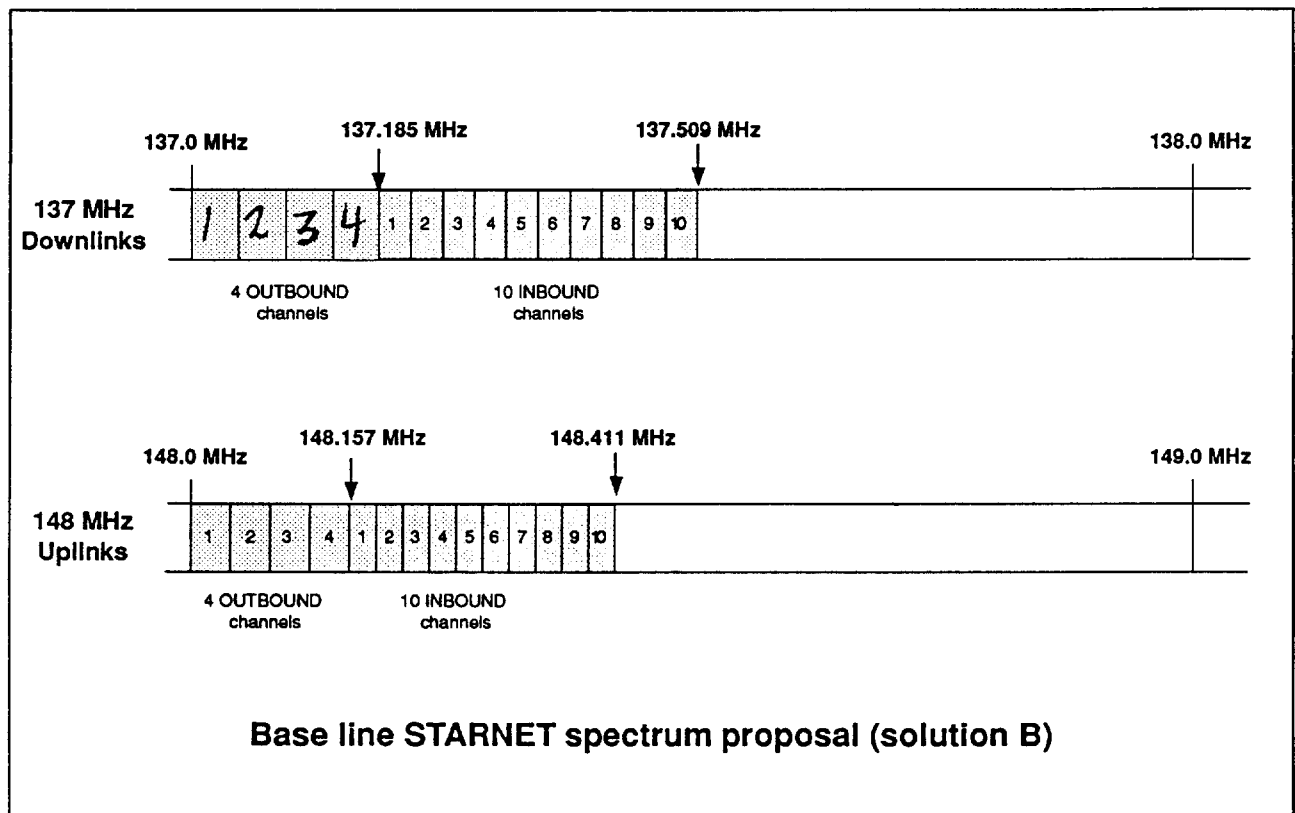 137.0 MHz 137.185 MHz 137.509 MHz 138.0 MHz
137 MHz
Downlinks
1 2 3 4 1 2 3 4 5 6 7 8 9 10
4 OUTBOUND
channels
10 INBOUND
channels
148.0 MHz 148.157 MHz 148.411 MHz 149.0 MHz
148 MHz
Uplinks
1 2 3 4 1 2 3 4 5 6 7 8 9 10
4 OUTBOUND
channels
10 INBOUND
channels
Base line STARNET spectrum proposal (solution B)